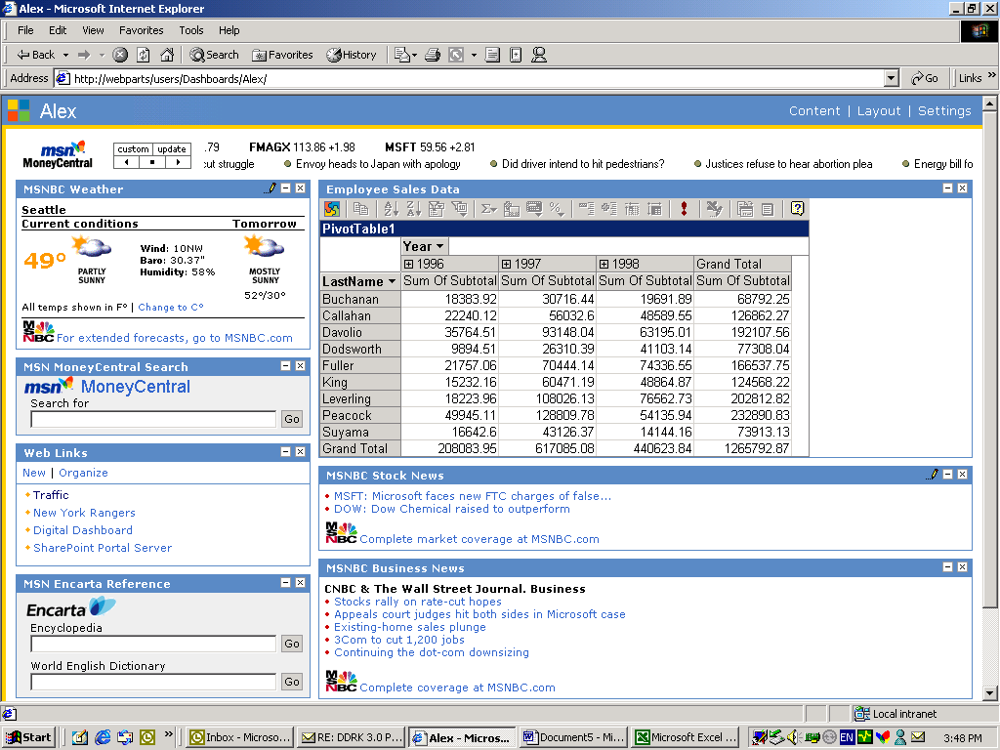 Alex - Microsoft Internet Explorer
File Edit View Favorites Tools Help
Back Search Favorites History
Address http://webparts/users/Dashboards/Alex/ Go Links »
Alex Content | Layout | Settings
msn MoneyCentral
custom update
.79 FMAGX 113.86 +1.98 MSFT 59.56 +2.81
cut struggle Envoy heads to Japan with apology Did driver intend to hit pedestrians? Justices refuse to hear abortion plea Energy bill fo
MSNBC Weather
Seattle
Current conditions Tomorrow
49° PARTLY SUNNY
Wind: 10NW
Baro: 30.37"
Humidity: 58%
MOSTLY SUNNY
52°/30°
All temps shown in F° | Change to C°
MSNBC For extended forecasts, go to MSNBC.com
MSN MoneyCentral Search
msn MoneyCentral
Search for
Go
Web Links
New | Organize
Traffic
New York Rangers
Digital Dashboard
SharePoint Portal Server
MSN Encarta Reference
Encarta
Encyclopedia
Go
World English Dictionary
Go
Employee Sales Data
PivotTable1
Year
1996 1997 1998 Grand Total
LastName Sum Of Subtotal Sum Of Subtotal Sum Of Subtotal Sum Of Subtotal
Buchanan 18383.92 30716.44 19691.89 68792.25
Callahan 22240.12 56032.6 48589.55 126862.27
Davolio 35764.51 93148.04 63195.01 192107.56
Dodsworth 9894.51 26310.39 41103.14 77308.04
Fuller 21757.06 70444.14 74336.55 166537.75
King 15232.16 60471.19 48864.87 124568.22
Leverling 18223.96 108026.13 76562.73 202812.82
Peacock 49945.11 128809.78 54135.94 232890.83
Suyama 16642.6 43126.37 14144.16 73913.13
Grand Total 208083.95 617085.08 440623.84 1265792.87
MSNBC Stock News
MSFT: Microsoft faces new FTC charges of false...
DOW: Dow Chemical raised to outperform
MSNBC Complete market coverage at MSNBC.com
MSNBC Business News
CNBC & The Wall Street Journal. Business
Stocks rally on rate-cut hopes
Appeals court judges hit both sides in Microsoft case
Existing-home sales plunge
3Com to cut 1,200 jobs
Continuing the dot-com downsizing
MSNBC Complete coverage at MSNBC.com
Local intranet
Start » Inbox - Microso... RE: DDRK 3.0 P... Alex - Micros... Document5 - Mi... Microsoft Excel ... EN 3:48 PM